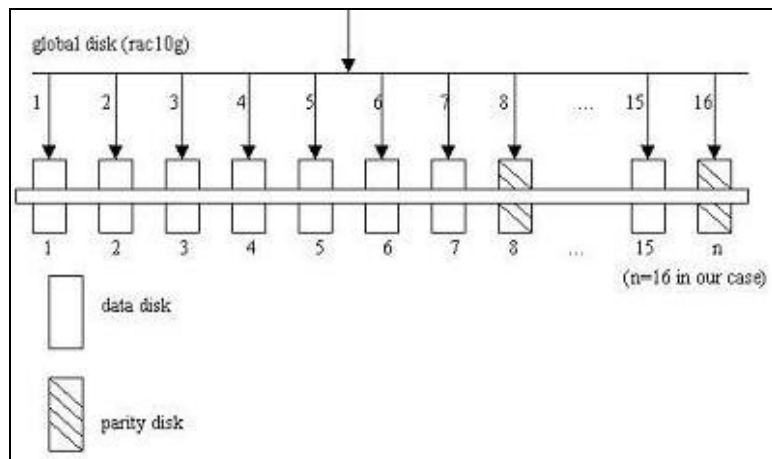 global disk (rac10g)
1 2 3 4 5 6 7 8 .... 15 16
1 2 3 4 5 6 7 8 ... 15 n
(n=16 in our case)
data disk
parity disk